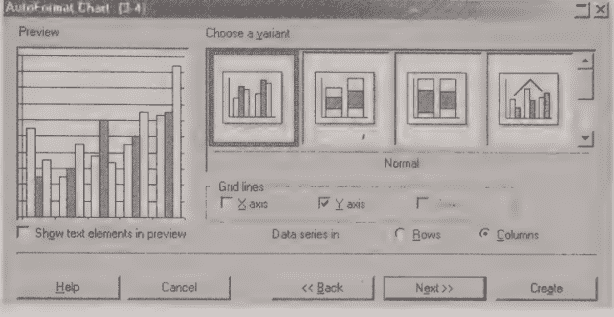 AutoFormat Chart (3-4)
Preview
Choose a variant
Normal
Grid lines
X axis
Y axis
Show text elements in preview
Data series in
Rows
Columns
Help
Cancel
<< Back
Next >>
Create